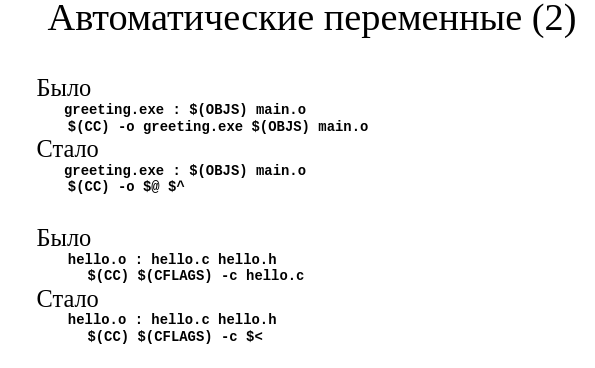 Автоматические переменные (2)
Было
greeting.exe : $(OBJS) main.o
$(CC) -o greeting.exe $(OBJS) main.o
Стало
greeting.exe : $(OBJS) main.o
$(CC) -o $@ $^
Было
hello.o : hello.c hello.h
$(CC) $(CFLAGS) -c hello.c
Стало
hello.o : hello.c hello.h
$(CC) $(CFLAGS) -c $<